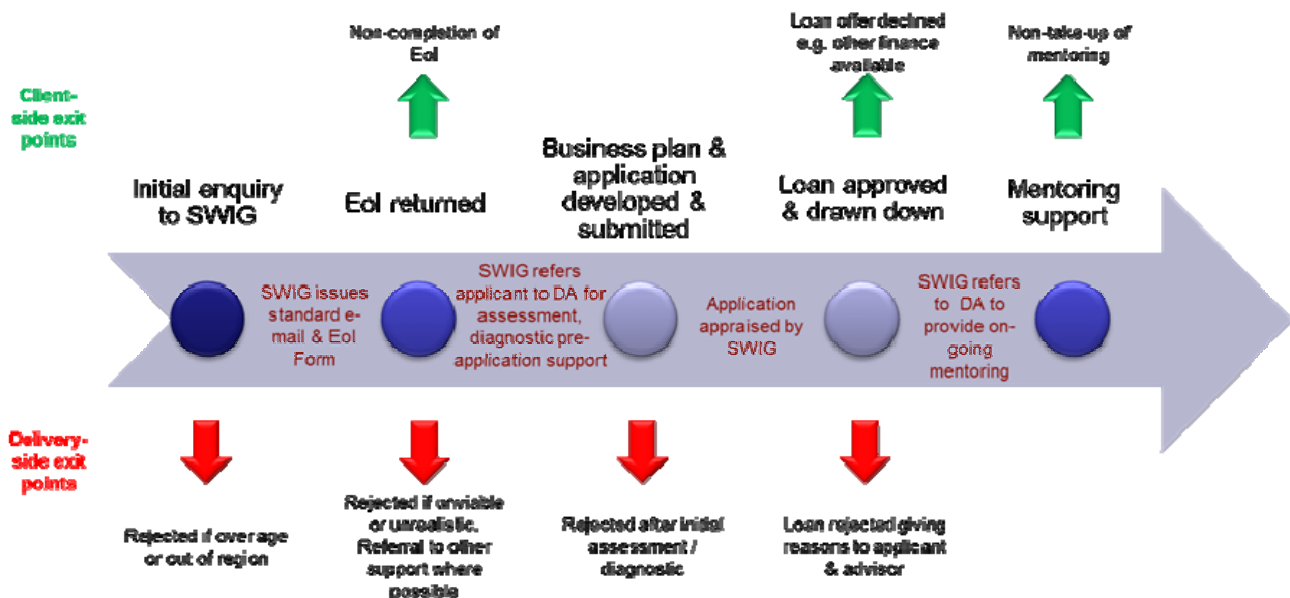 Non-completion of
EoI
Loan offer declined
e.g. other finance
available
Non-take-up of
mentoring
Client-
side exit
points
Initial enquiry
to SWIG
EoI returned
Business plan &
application
developed &
submitted
Loan approved
& drawn down
Mentoring
support
SWIG issues
standard e-
mail & EoI
Form
SWIG refers
applicant to DA for
assessment,
diagnostic pre-
application support
Application
appraised by
SWIG
SWIG refers
to DA to
provide on-
going
mentoring
Delivery-
side exit
points
Rejected if over age
or out of region
Rejected if unviable
or unrealistic.
Referral to other
support where
possible
Rejected after initial
assessment /
diagnostic
Loan rejected giving
reasons to applicant
& advisor